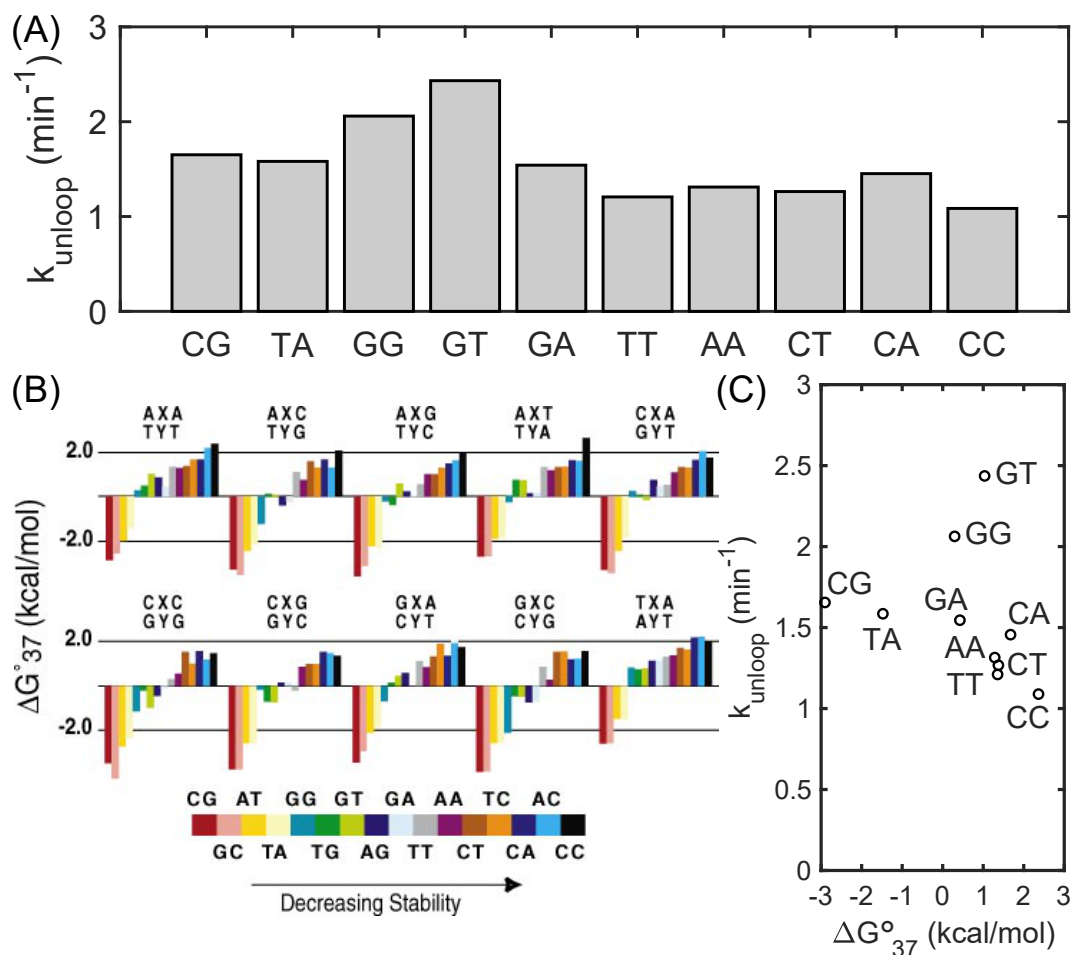 (A)
3
2
1
0
k_unloop (min^-1)
CG TA GG GT GA TT AA CT CA CC
(B)
AXA AXC AXG AXT CXA
TYT TYG TYC TYA GYT
2.0
-2.0
ΔG°37 (kcal/mol)
CXC CXG GXA GXC TXA
GYG GYC CYT CYG AYT
2.0
-2.0
CG AT GG GT GA AA TC AC
GC TA TG AG TT CT CA CC
Decreasing Stability
(C)
3
2.5
2
1.5
1
0.5
0
k_unloop (min^-1)
GT
GG
CG
GA
CA
TA
AA
CT
TT
CC
-3 -2 -1 0 1 2 3
ΔG°37 (kcal/mol)